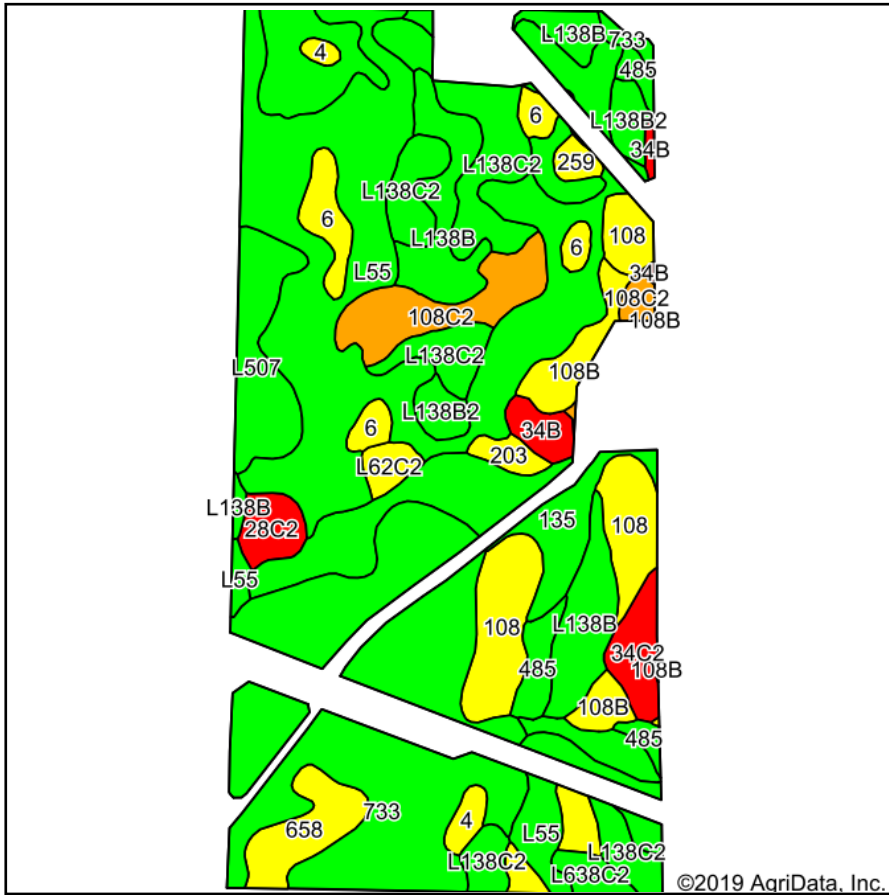 L138B
733
4
485
6
L138B2
34B
L138C2
259
L138C2
6
108
L138B
6
L55
34B
108C2
108C2
108B
L138C2
L507
108B
L138B2
6
34B
203
L62C2
L138B
135
108
28C2
L55
108
L138B
34C2
485
108B
108B
485
4
733
658
L55
L138C2
L138C2
L638C2
©2019 AgriData, Inc.